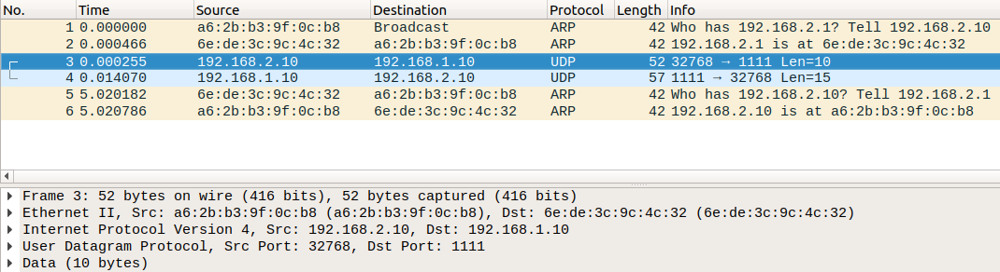 No. Time Source Destination Protocol Length Info
1 0.000000 a6:2b:b3:9f:0c:b8 Broadcast ARP 42 Who has 192.168.2.1? Tell 192.168.2.10
2 0.000466 6e:de:3c:9c:4c:32 a6:2b:b3:9f:0c:b8 ARP 42 192.168.2.1 is at 6e:de:3c:9c:4c:32
3 0.000255 192.168.2.10 192.168.1.10 UDP 52 32768 → 1111 Len=10
4 0.014070 192.168.1.10 192.168.2.10 UDP 57 1111 → 32768 Len=15
5 5.020182 6e:de:3c:9c:4c:32 a6:2b:b3:9f:0c:b8 ARP 42 Who has 192.168.2.10? Tell 192.168.2.1
6 5.020786 a6:2b:b3:9f:0c:b8 6e:de:3c:9c:4c:32 ARP 42 192.168.2.10 is at a6:2b:b3:9f:0c:b8
Frame 3: 52 bytes on wire (416 bits), 52 bytes captured (416 bits)
Ethernet II, Src: a6:2b:b3:9f:0c:b8 (a6:2b:b3:9f:0c:b8), Dst: 6e:de:3c:9c:4c:32 (6e:de:3c:9c:4c:32)
Internet Protocol Version 4, Src: 192.168.2.10, Dst: 192.168.1.10
User Datagram Protocol, Src Port: 32768, Dst Port: 1111
Data (10 bytes)